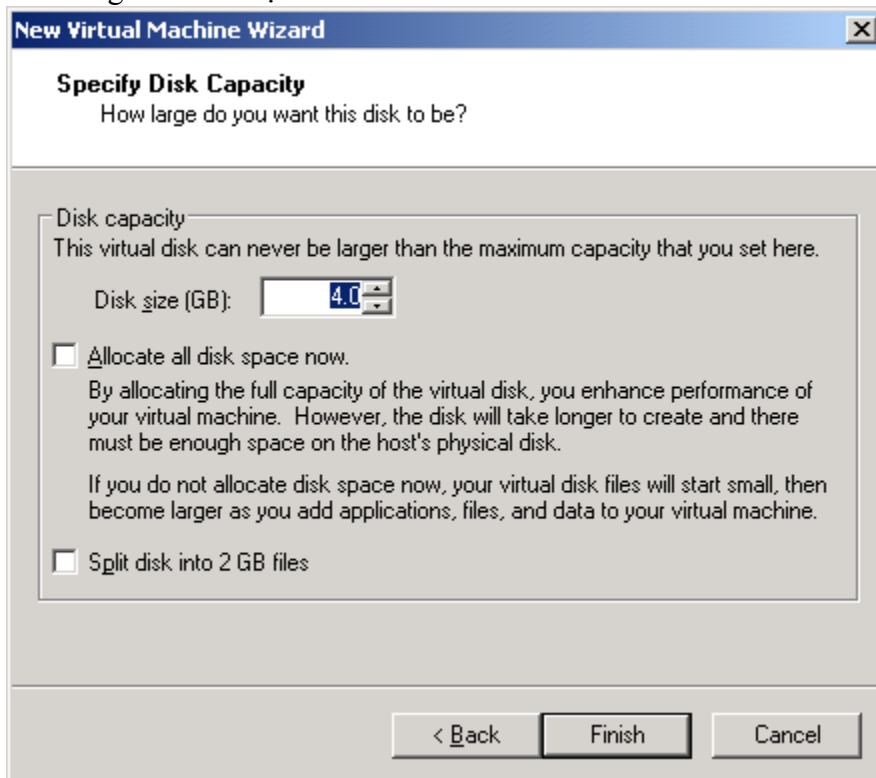 New Virtual Machine Wizard
Specify Disk Capacity
How large do you want this disk to be?
Disk capacity
This virtual disk can never be larger than the maximum capacity that you set here.
Disk size (GB): 4.0
Allocate all disk space now.
By allocating the full capacity of the virtual disk, you enhance performance of
your virtual machine. However, the disk will take longer to create and there
must be enough space on the host's physical disk.
If you do not allocate disk space now, your virtual disk files will start small, then
become larger as you add applications, files, and data to your virtual machine.
Split disk into 2 GB files
< Back Finish Cancel